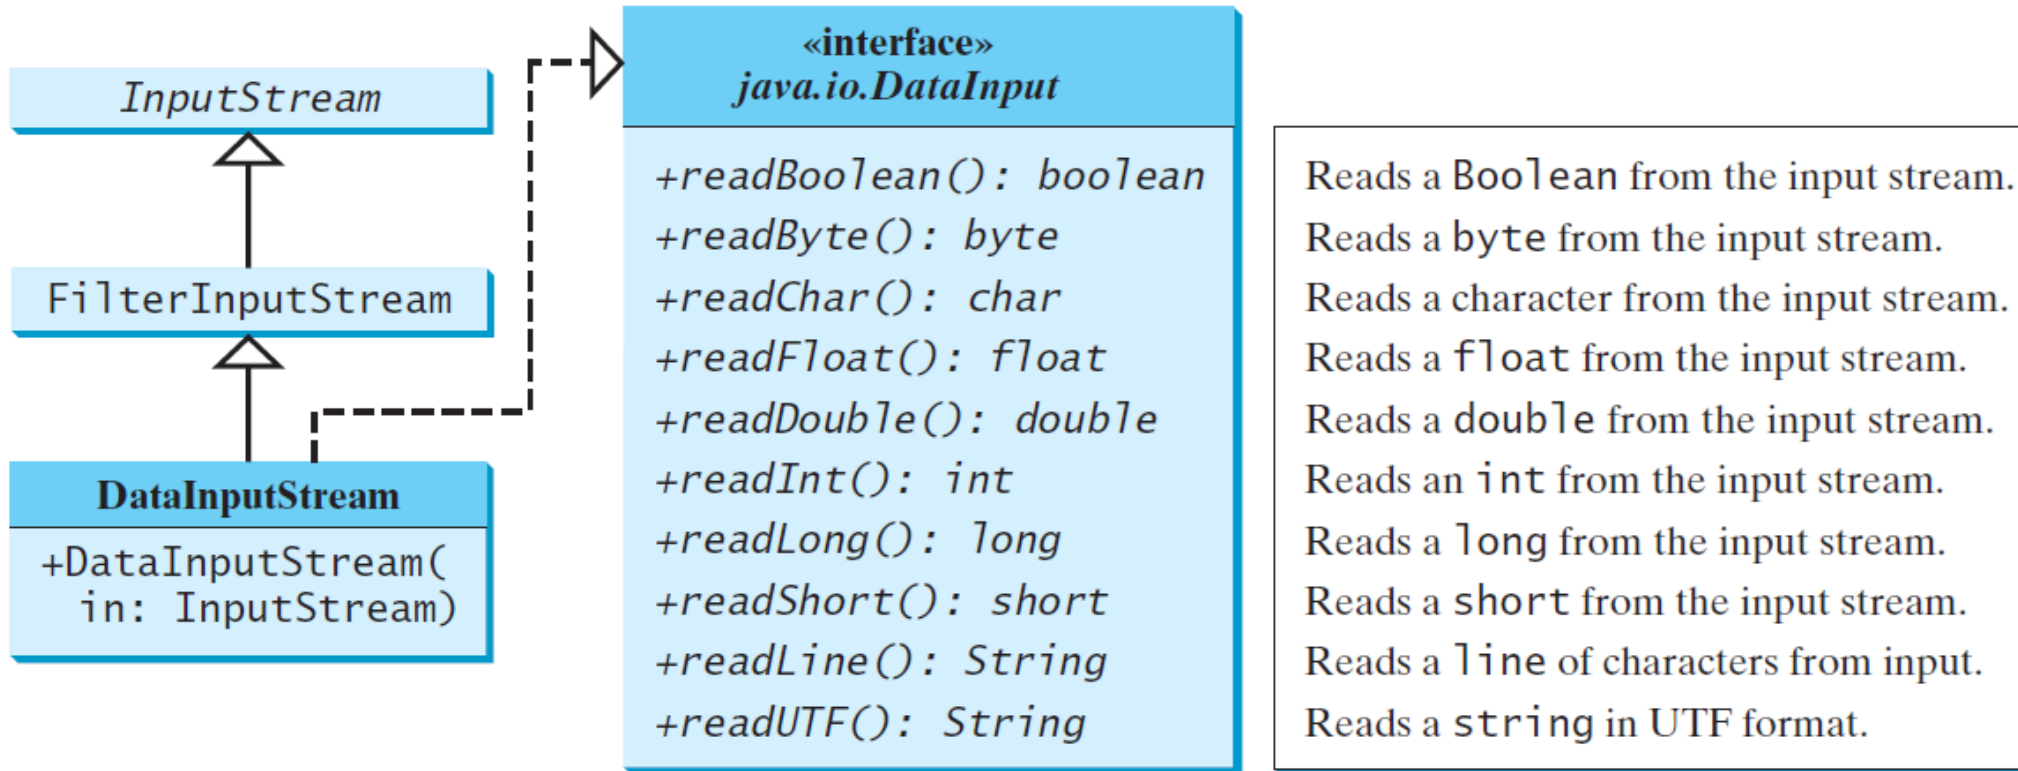 InputStream
FilterInputStream
DataInputStream
+DataInputStream(
in: InputStream)
«interface»
java.io.DataInput
+readBoolean(): boolean
+readByte(): byte
+readChar(): char
+readFloat(): float
+readDouble(): double
+readInt(): int
+readLong(): long
+readShort(): short
+readLine(): String
+readUTF(): String
Reads a Boolean from the input stream.
Reads a byte from the input stream.
Reads a character from the input stream.
Reads a float from the input stream.
Reads a double from the input stream.
Reads an int from the input stream.
Reads a long from the input stream.
Reads a short from the input stream.
Reads a line of characters from input.
Reads a string in UTF format.